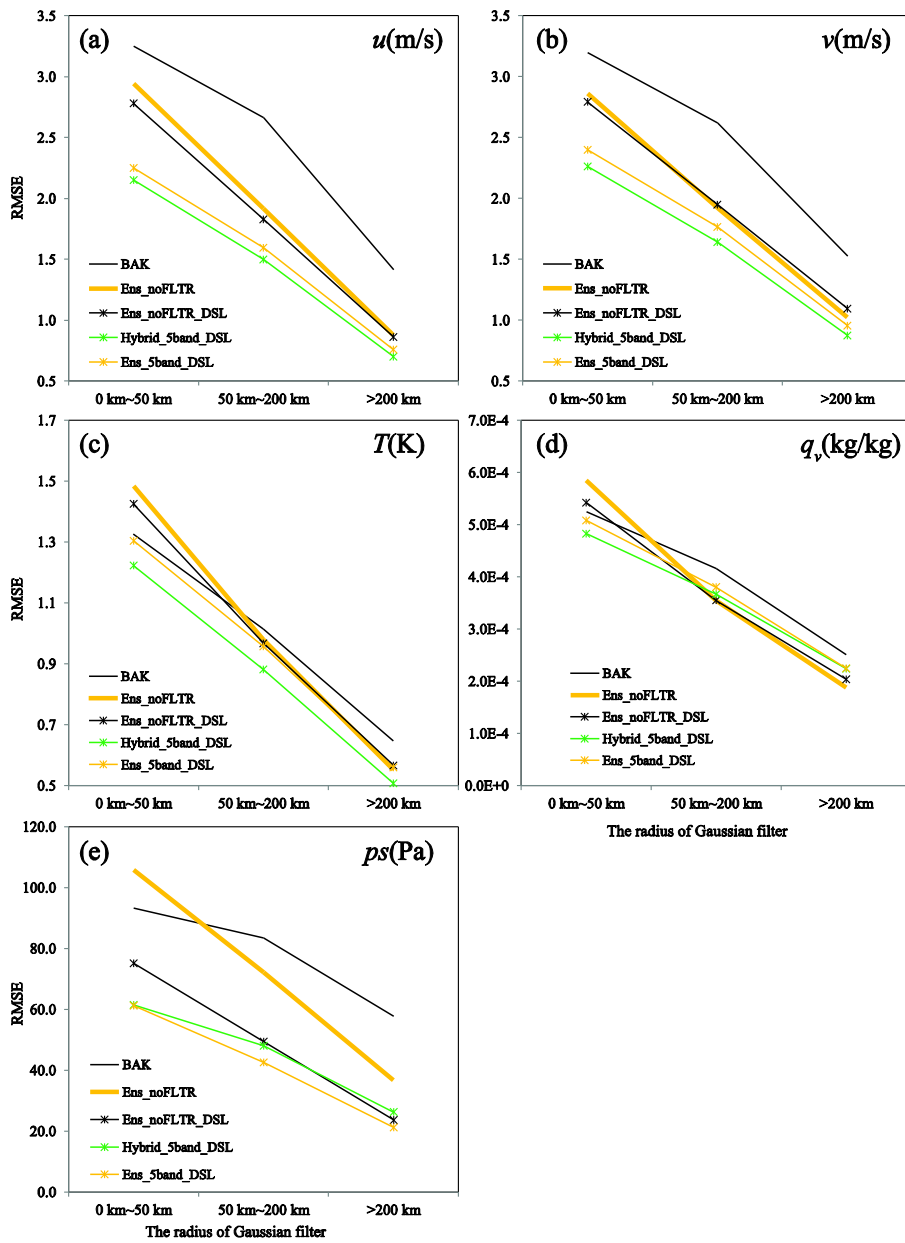 (a) u(m/s)
3.5
3.0
2.5
2.0
1.5
1.0
0.5
RMSE
BAK
Ens_noFLTR
Ens_noFLTR_DSL
Hybrid_5band_DSL
Ens_5band_DSL
0 km~50 km 50 km~200 km >200 km
(b) v(m/s)
3.5
3.0
2.5
2.0
1.5
1.0
0.5
BAK
Ens_noFLTR
Ens_noFLTR_DSL
Hybrid_5band_DSL
Ens_5band_DSL
0 km~50 km 50 km~200 km >200 km
(c) T(K)
1.7
1.5
1.3
1.1
0.9
0.7
0.5
RMSE
BAK
Ens_noFLTR
Ens_noFLTR_DSL
Hybrid_5band_DSL
Ens_5band_DSL
0 km~50 km 50 km~200 km >200 km
(d) qv(kg/kg)
7.0E-4
6.0E-4
5.0E-4
4.0E-4
3.0E-4
2.0E-4
1.0E-4
0.0E+0
BAK
Ens_noFLTR
Ens_noFLTR_DSL
Hybrid_5band_DSL
Ens_5band_DSL
0 km~50 km 50 km~200 km >200 km
The radius of Gaussian filter
(e) ps(Pa)
120.0
100.0
80.0
60.0
40.0
20.0
0.0
RMSE
BAK
Ens_noFLTR
Ens_noFLTR_DSL
Hybrid_5band_DSL
Ens_5band_DSL
0 km~50 km 50 km~200 km >200 km
The radius of Gaussian filter